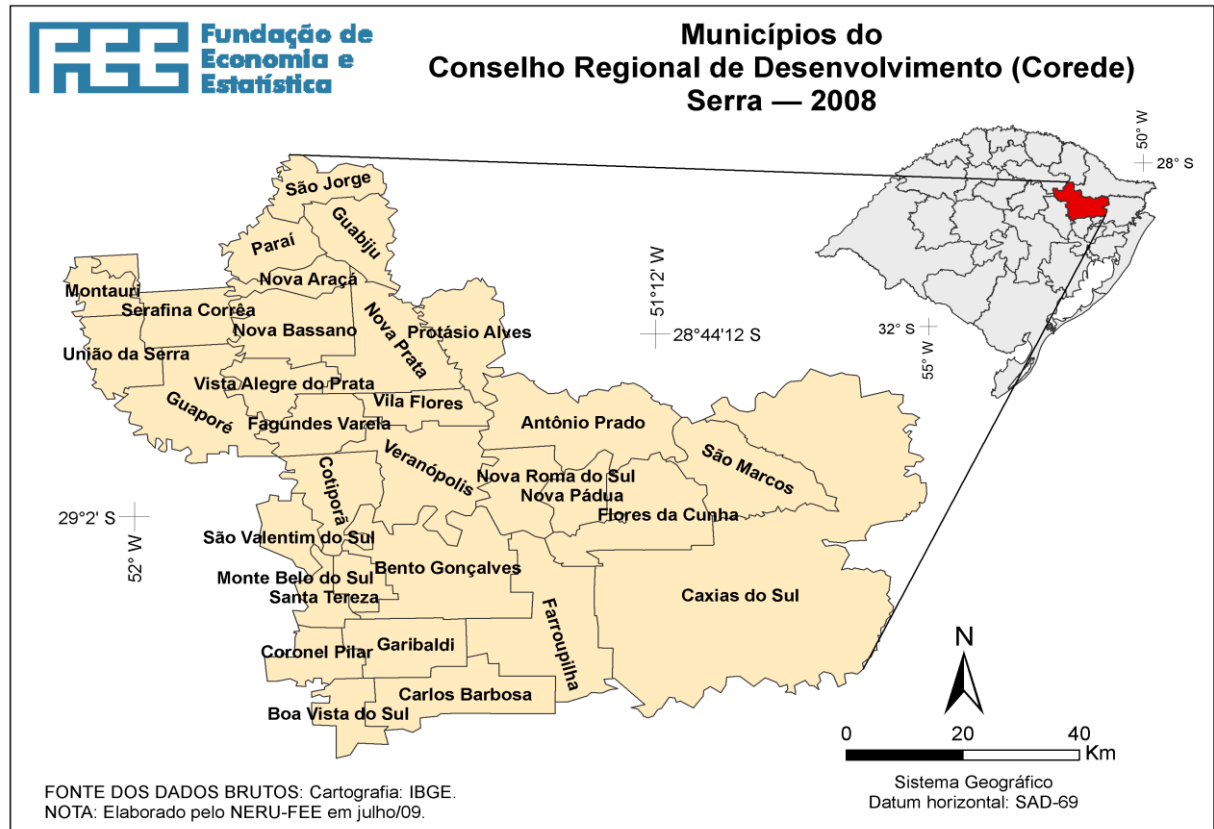 FEE
Fundação de
Economia e
Estatística
Municípios do
Conselho Regional de Desenvolvimento (Corede)
Serra — 2008
50° W
28° S
São Jorge
Guabiju
Paraí
Nova Araçá
Montauri
Serafina Corrêa
Nova Bassano
Nova Prata
Protásio Alves
51°12' W
28°44'12 S
32° S
55° W
União da Serra
Vista Alegre do Prata
Guaporé
Vila Flores
Fagundes Varela
Antônio Prado
São Marcos
Veranópolis
Cotiporã
Nova Roma do Sul
Nova Pádua
Flores da Cunha
29°2' S
52° W
São Valentim do Sul
Bento Gonçalves
Monte Belo do Sul
Santa Tereza
Farroupilha
Caxias do Sul
Coronel Pilar
Garibaldi
Carlos Barbosa
Boa Vista do Sul
N
0 20 40
Km
Sistema Geográfico
Datum horizontal: SAD-69
FONTE DOS DADOS BRUTOS: Cartografia: IBGE.
NOTA: Elaborado pelo NERU-FEE em julho/09.